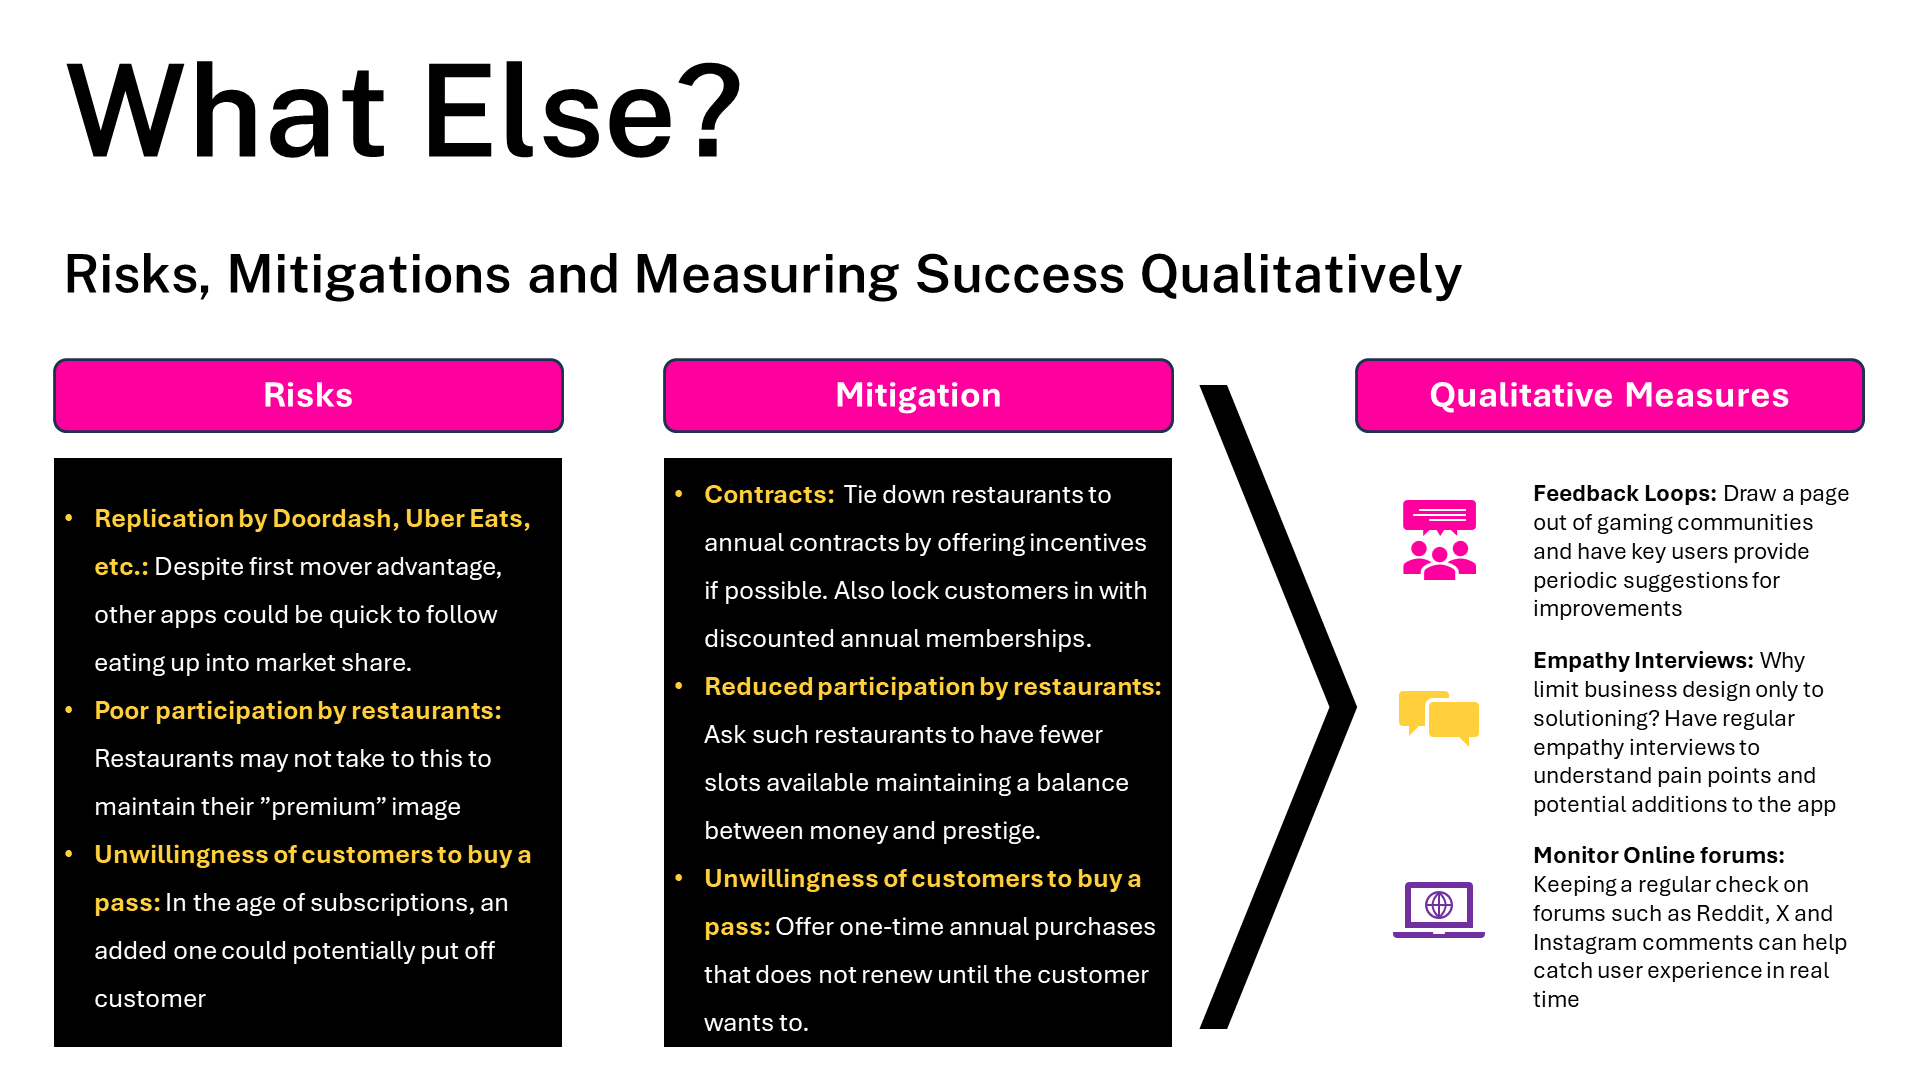 What Else?
Risks, Mitigations and Measuring Success Qualitatively
Risks
• Replication by Doordash, Uber Eats,
etc.: Despite first mover advantage,
other apps could be quick to follow
eating up into market share.
• Poor participation by restaurants:
Restaurants may not take to this to
maintain their ”premium” image
• Unwillingness of customers to buy a
pass: In the age of subscriptions, an
added one could potentially put off
customer
Mitigation
• Contracts: Tie down restaurants to
annual contracts by offering incentives
if possible. Also lock customers in with
discounted annual memberships.
• Reduced participation by restaurants:
Ask such restaurants to have fewer
slots available maintaining a balance
between money and prestige.
• Unwillingness of customers to buy a
pass: Offer one-time annual purchases
that does not renew until the customer
wants to.
Qualitative Measures
Feedback Loops: Draw a page
out of gaming communities
and have key users provide
periodic suggestions for
improvements
Empathy Interviews: Why
limit business design only to
solutioning? Have regular
empathy interviews to
understand pain points and
potential additions to the app
Monitor Online forums:
Keeping a regular check on
forums such as Reddit, X and
Instagram comments can help
catch user experience in real
time